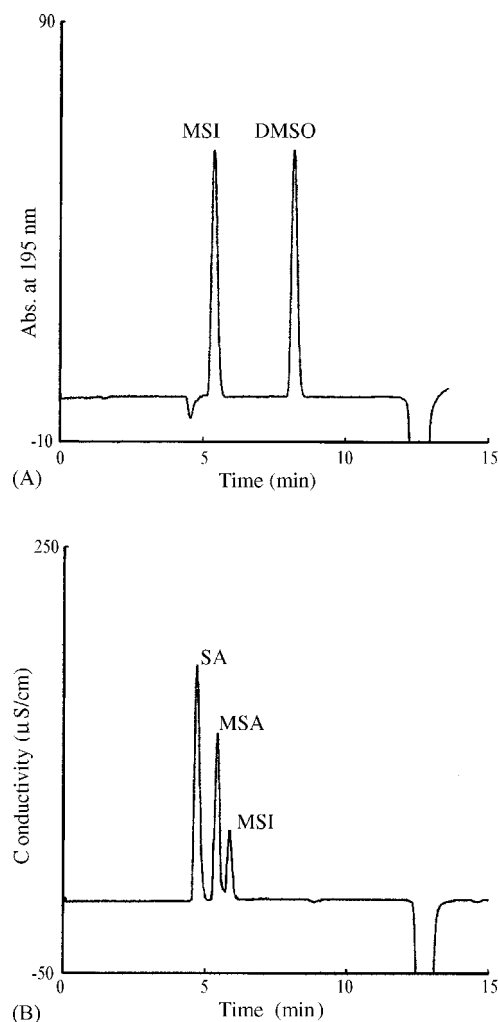 90
MSI DMSO
Abs. at 195 nm
-10
0 5 10 15
(A) Time (min)
250
SA
MSA
MSI
Conductivity (µS/cm)
-50
0 5 10 15
(B) Time (min)